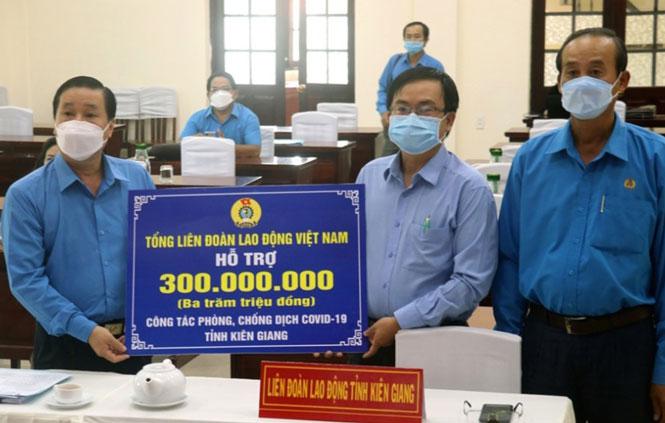 TỔNG LIÊN ĐOÀN LAO ĐỘNG VIỆT NAM
HỖ TRỢ
300.000.000
(Ba trăm triệu đồng)
CÔNG TÁC PHÒNG, CHỐNG DỊCH COVID-19
TỈNH KIÊN GIANG
LIÊN ĐOÀN LAO ĐỘNG TỈNH KIÊN GIANG